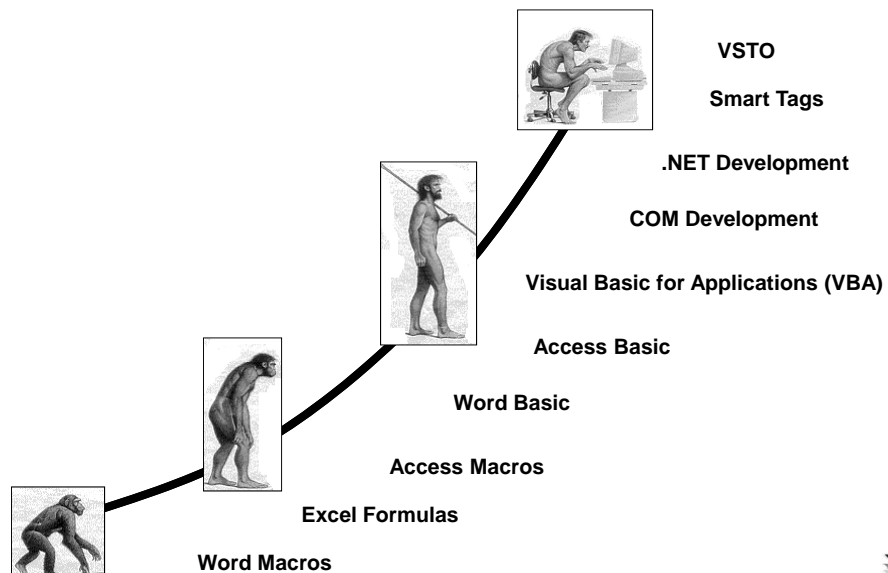 VSTO
Smart Tags
.NET Development
COM Development
Visual Basic for Applications (VBA)
Access Basic
Word Basic
Access Macros
Excel Formulas
Word Macros